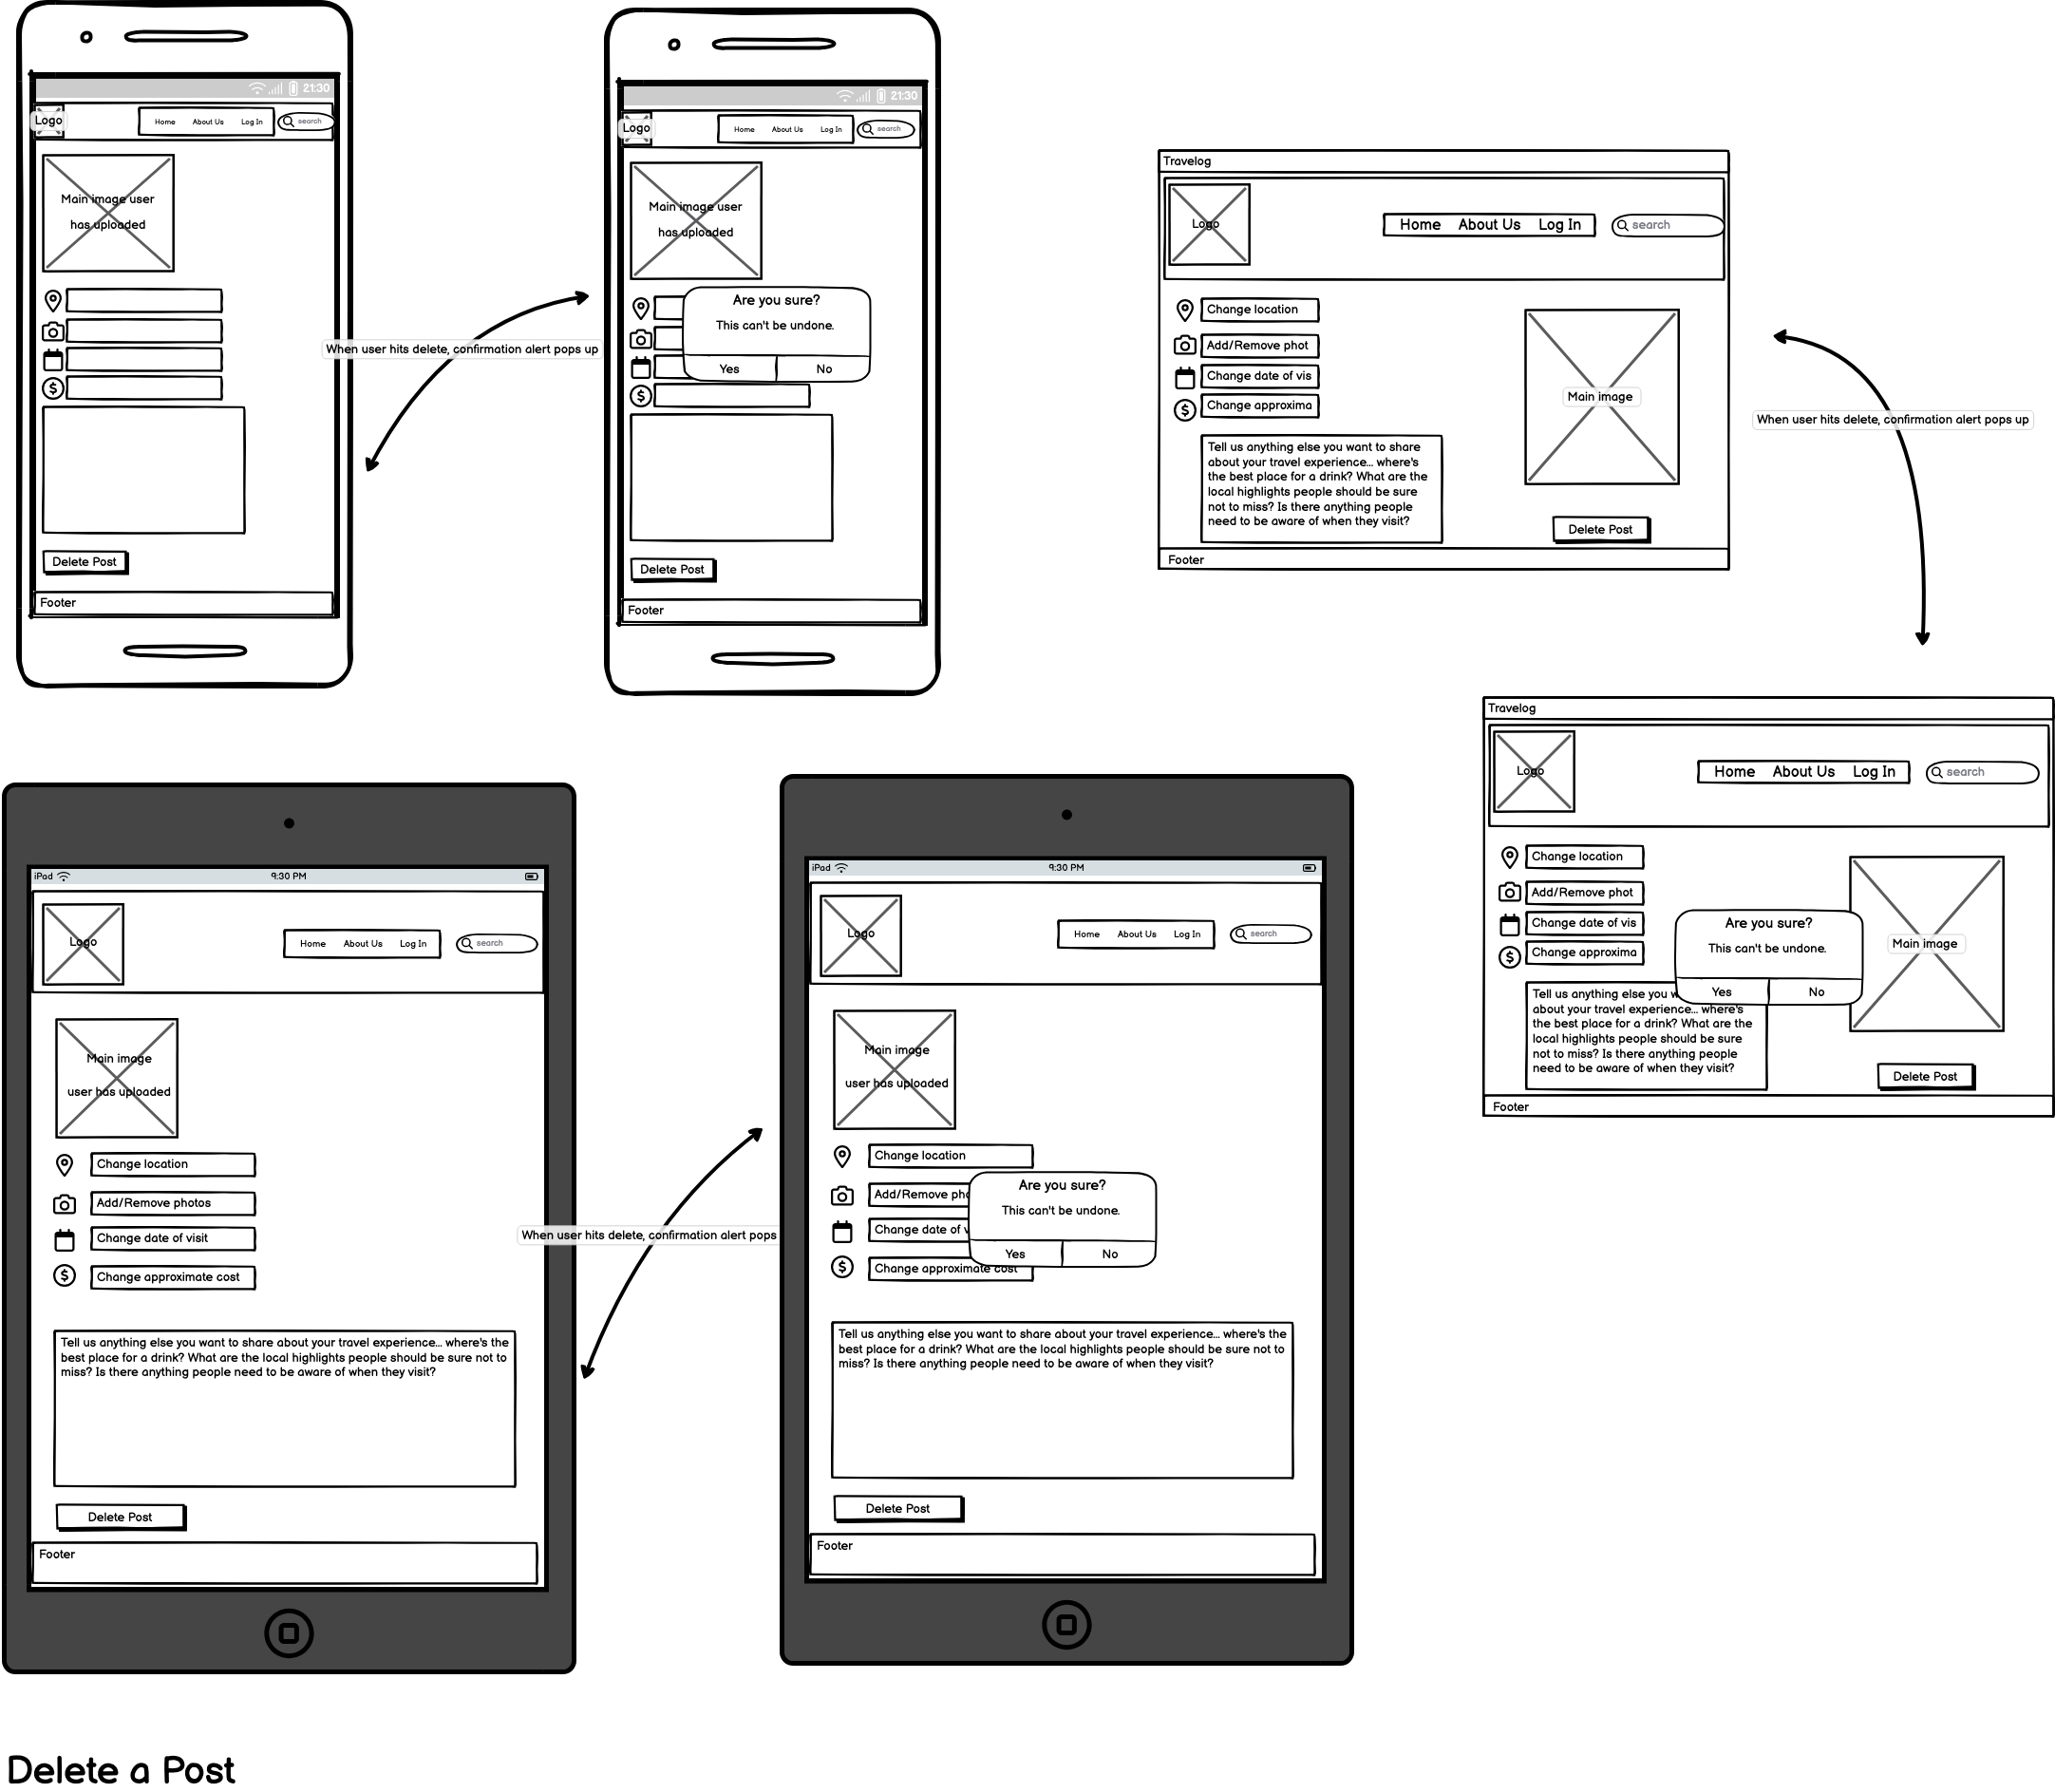 21:30
Logo
Home About Us Log In search
Main image user
has uploaded
Delete Post
Footer
When user hits delete, confirmation alert pops up
21:30
Logo
Home About Us Log In search
Main image user
has uploaded
Are you sure?
This can't be undone.
Yes No
Delete Post
Footer
Travelog
Logo
Home About Us Log In search
Change location
Add/Remove phot
Change date of vis
Change approxima
Main image
Tell us anything else you want to share
about your travel experience... where's
the best place for a drink? What are the
local highlights people should be sure
not to miss? Is there anything people
need to be aware of when they visit?
Delete Post
Footer
When user hits delete, confirmation alert pops up
Travelog
Logo
Home About Us Log In search
Change location
Add/Remove phot
Change date of vis
Change approxima
Are you sure?
This can't be undone.
Yes No
Main image
Tell us anything else you w
about your travel experience... where's
the best place for a drink? What are the
local highlights people should be sure
not to miss? Is there anything people
need to be aware of when they visit?
Delete Post
Footer
iPad 9:30 PM
Logo
Home About Us Log In search
Main image
user has uploaded
Change location
Add/Remove photos
Change date of visit
Change approximate cost
Tell us anything else you want to share about your travel experience... where's the
best place for a drink? What are the local highlights people should be sure not to
miss? Is there anything people need to be aware of when they visit?
Delete Post
Footer
When user hits delete, confirmation alert pops
iPad 9:30 PM
Logo
Home About Us Log In search
Main image
user has uploaded
Change location
Add/Remove pho
Change date of v
Change approximate cost
Are you sure?
This can't be undone.
Yes No
Tell us anything else you want to share about your travel experience... where's the
best place for a drink? What are the local highlights people should be sure not to
miss? Is there anything people need to be aware of when they visit?
Delete Post
Footer
Delete a Post